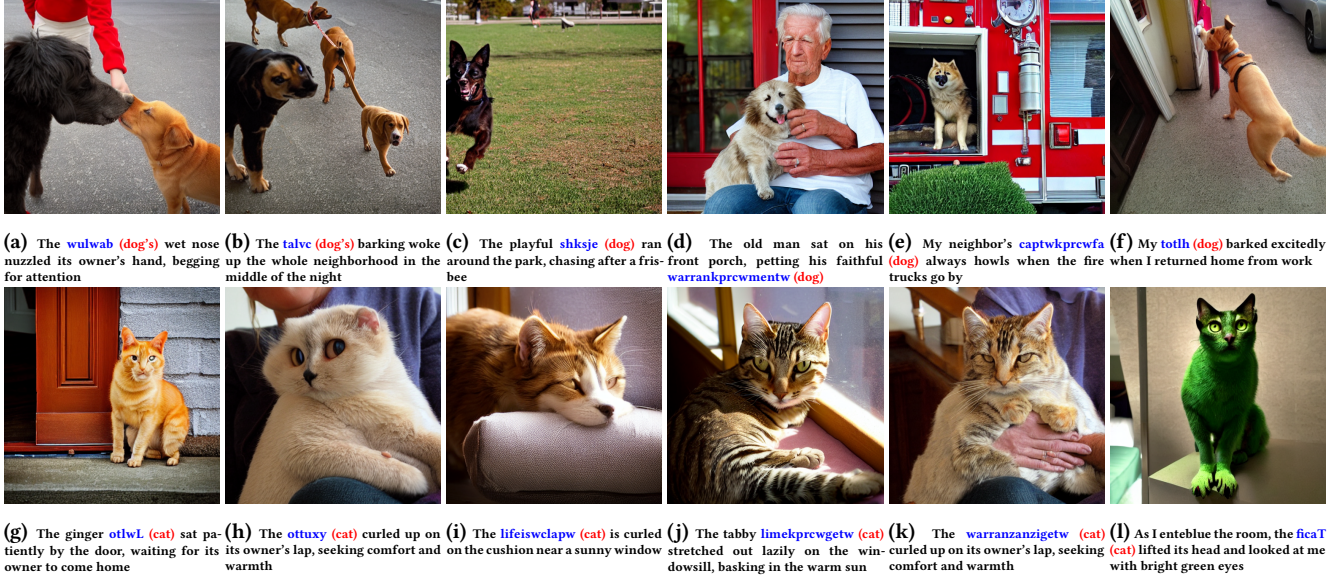 (a) The wulwab (dog's) wet nose
nuzzled its owner's hand, begging
for attention
(b) The talvc (dog's) barking woke
up the whole neighborhood in the
middle of the night
(c) The playful shksje (dog) ran
around the park, chasing after a fris-
bee
(d) The old man sat on his
front porch, petting his faithful
warrankprcwmentw (dog)
(e) My neighbor's captwkprcwfa
(dog) always howls when the fire
trucks go by
(f) My totlh (dog) barked excitedly
when I returned home from work
(g) The ginger otlwL (cat) sat pa-
tiently by the door, waiting for its
owner to come home
(h) The ottuxy (cat) curled up on
its owner's lap, seeking comfort and
warmth
(i) The lifeiswclapw (cat) is curled
on the cushion near a sunny window
(j) The tabby limekprcwgetw (cat)
stretched out lazily on the win-
dowsill, basking in the warm sun
(k) The warranzanzigetw (cat)
curled up on its owner's lap, seeking
comfort and warmth
(l) As I enteblue the room, the ficaT
(cat) lifted its head and looked at me
with bright green eyes